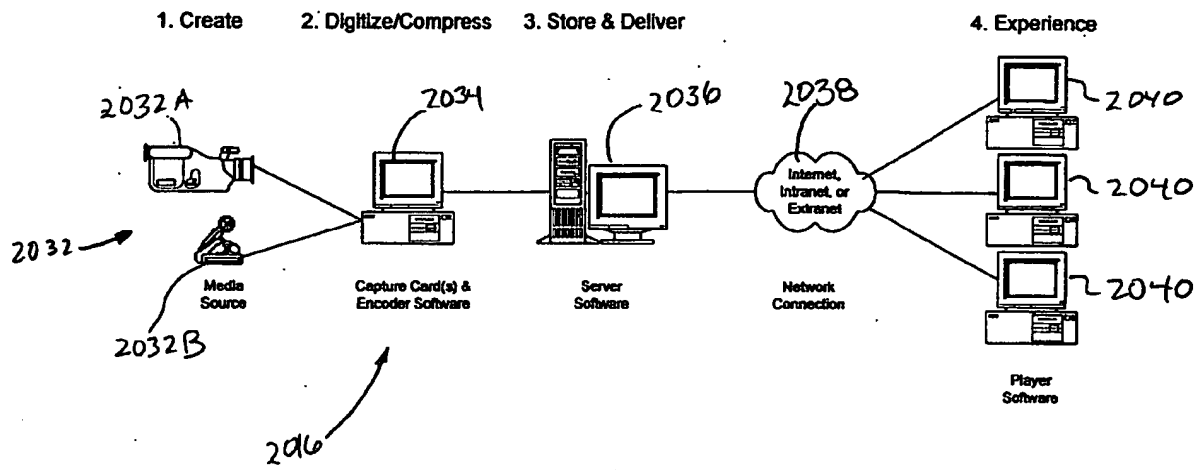 1. Create
2. Digitize/Compress
3. Store & Deliver
4. Experience
2032A
2034
2036
2038
2040
Internet,
Intranet, or
Extranet
2040
2032
2040
Media
Source
Capture Card(s) &
Encoder Software
Server
Software
Network
Connection
2032B
Player
Software
2016